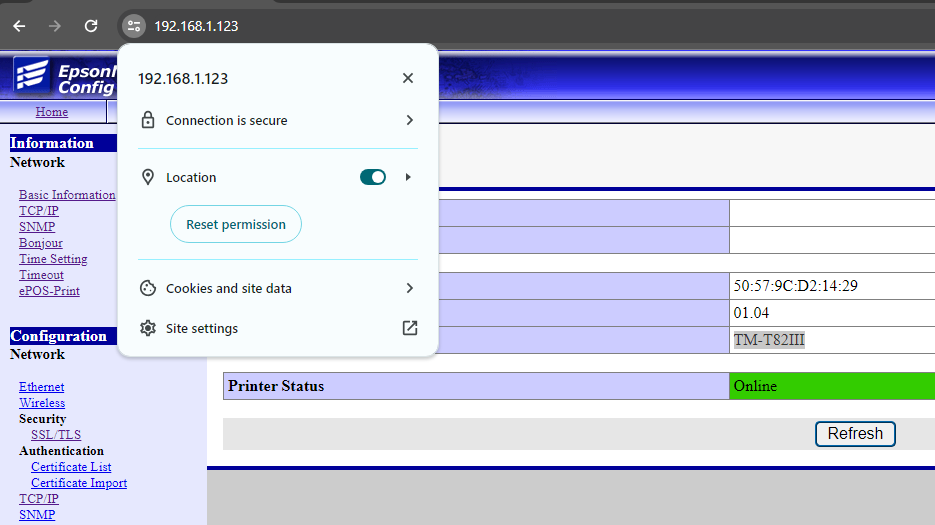 192.168.1.123
Epson
Config
Home
192.168.1.123
Connection is secure
Location
Reset permission
Cookies and site data
Site settings
Information
Network
Basic Information
TCP/IP
SNMP
Bonjour
Time Setting
Timeout
ePOS-Print
Configuration
Network
Ethernet
Wireless
Security
SSL/TLS
Authentication
Certificate List
Certificate Import
TCP/IP
SNMP
50:57:9C:D2:14:29
01.04
TM-T82III
Printer Status
Online
Refresh